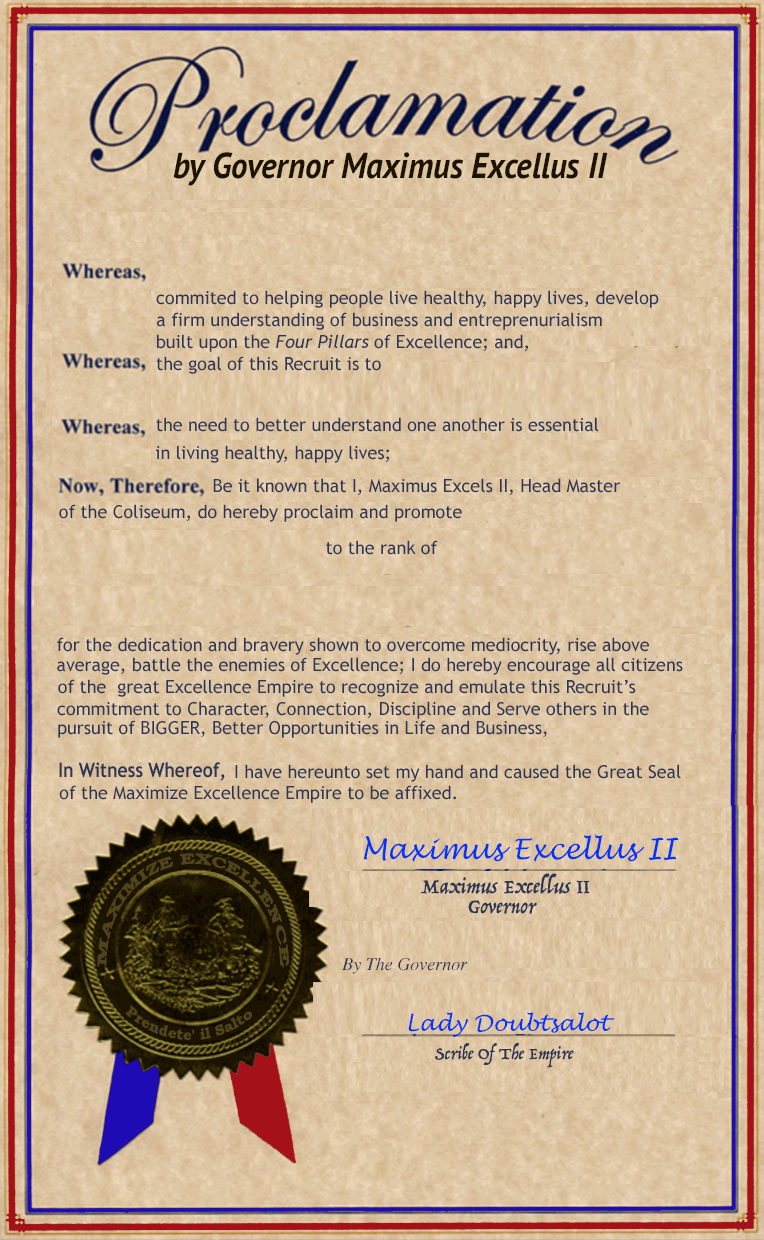 Proclamation
by Governor Maximus Excellus II
Whereas,
commited to helping people live healthy, happy lives, develop
a firm understanding of business and entreprenurialism
built upon the Four Pillars of Excellence; and,
Whereas, the goal of this Recruit is to
Whereas, the need to better understand one another is essential
in living healthy, happy lives;
Now, Therefore, Be it known that I, Maximus Excels II, Head Master
of the Coliseum, do hereby proclaim and promote
to the rank of
for the dedication and bravery shown to overcome mediocrity, rise above
average, battle the enemies of Excellence; I do hereby encourage all citizens
of the great Excellence Empire to recognize and emulate this Recruit's
commitment to Character, Connection, Discipline and Serve others in the
pursuit of BIGGER, Better Opportunities in Life and Business,
In Witness Whereof, I have hereunto set my hand and caused the Great Seal
of the Maximize Excellence Empire to be affixed.
MAXIMIZE EXCELLENCE
Prendete' il Salto
Maximus Excellus II
Maximus Excellus II
Governor
By The Governor
Lady Doubtsalot
Scribe Of The Empire